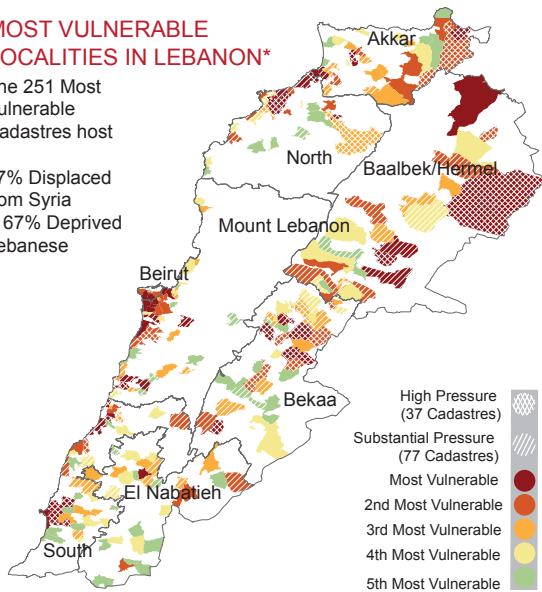 MOST VULNERABLE
OCALITIES IN LEBANON*
he 251 Most
ulnerable
adastres host
7% Displaced
om Syria
67% Deprived
ebanese
Akkar
North
Baalbek/Hermel
Mount Lebanon
Beirut
Bekaa
El Nabatieh
South
High Pressure
(37 Cadastres)
Substantial Pressure
(77 Cadastres)
Most Vulnerable
2nd Most Vulnerable
3rd Most Vulnerable
4th Most Vulnerable
5th Most Vulnerable